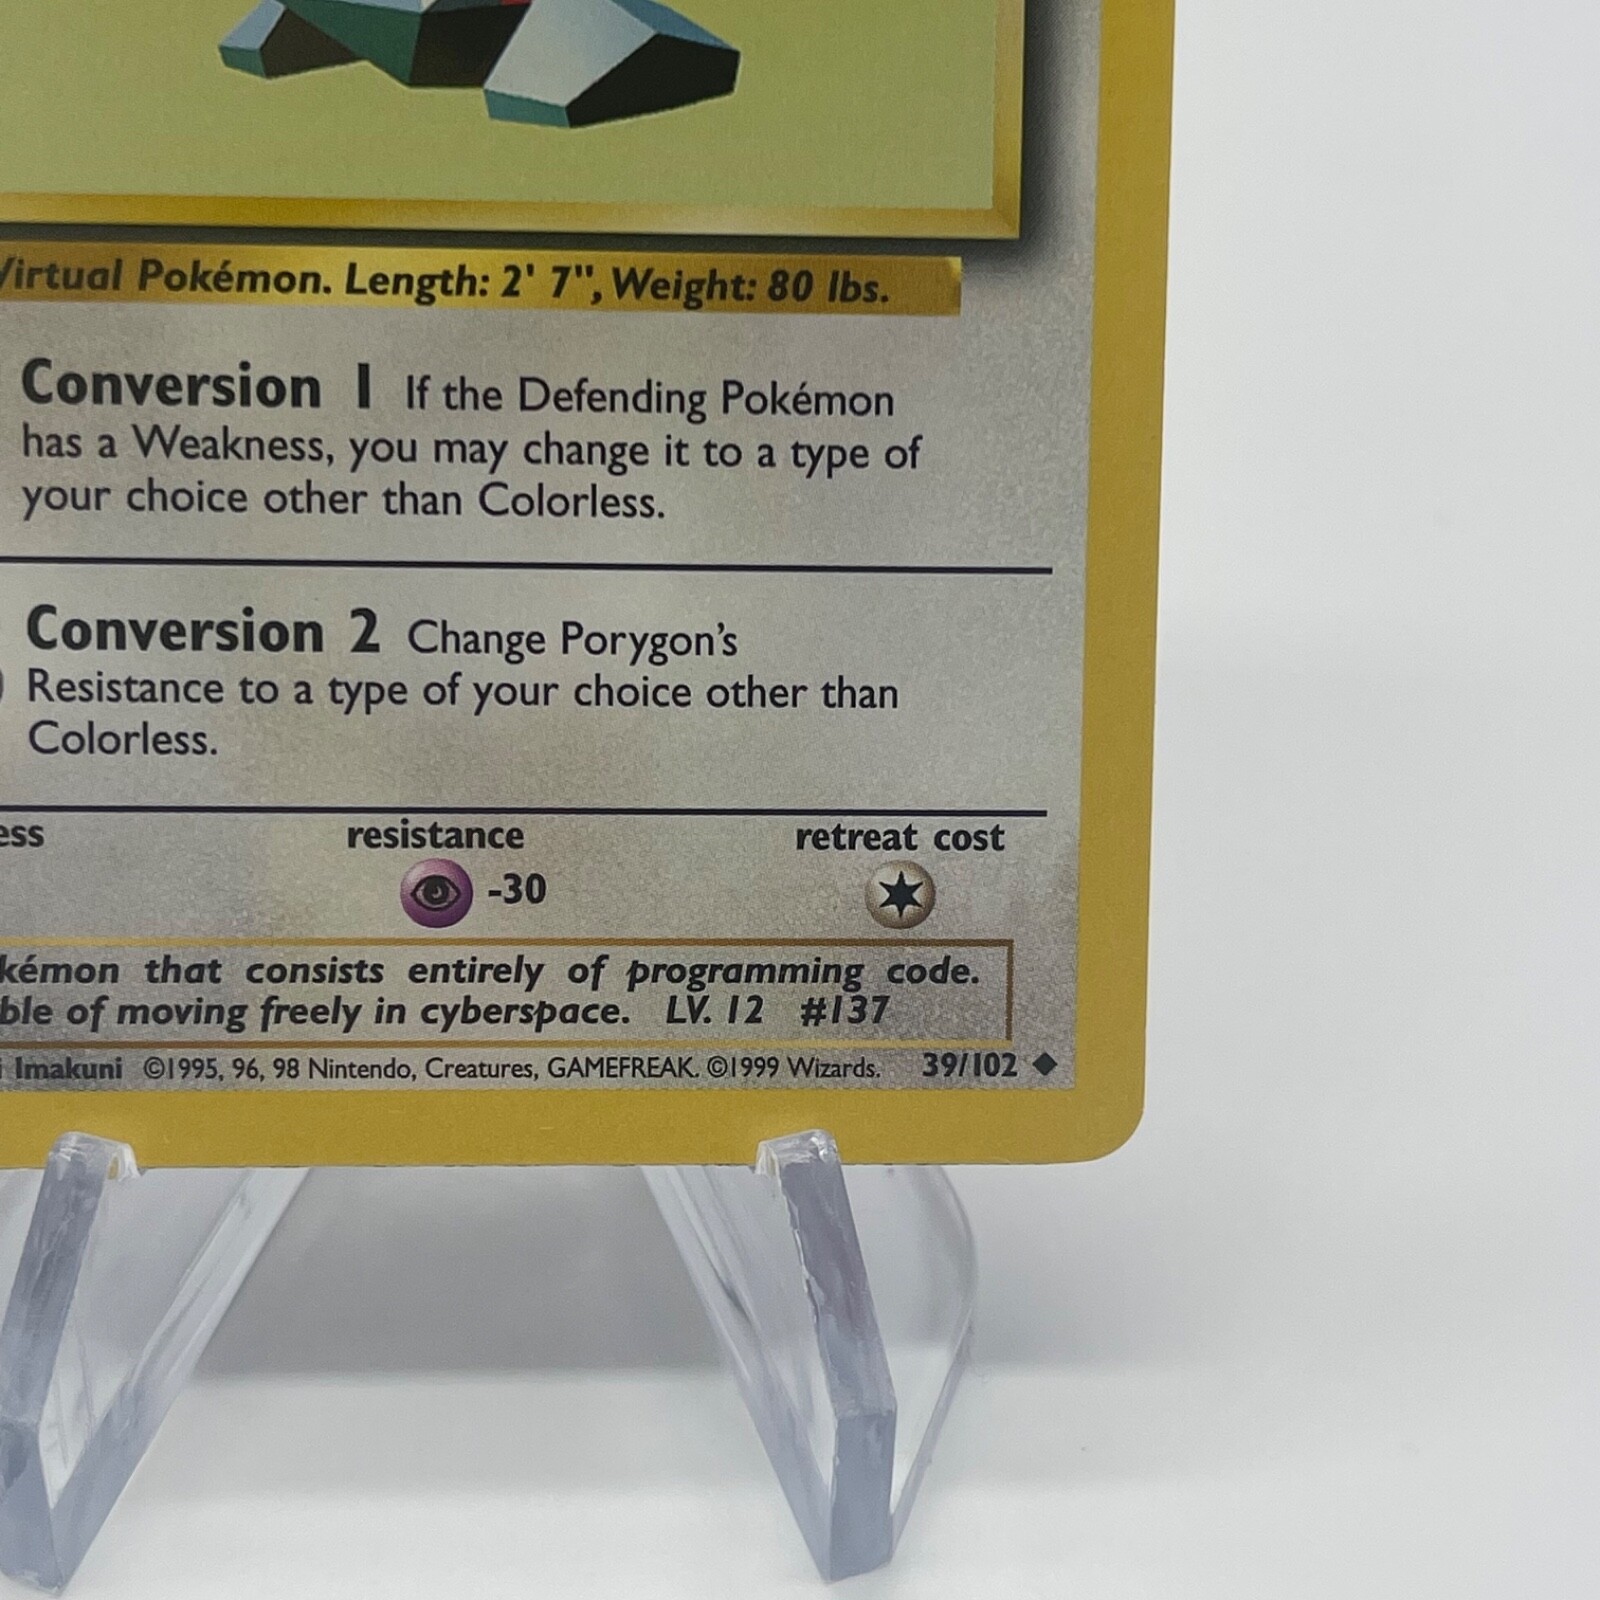 Virtual Pokémon. Length: 2' 7", Weight: 80 lbs.
Conversion 1 If the Defending Pokémon
has a Weakness, you may change it to a type of
your choice other than Colorless.
Conversion 2 Change Porygon's
Resistance to a type of your choice other than
Colorless.
ess resistance retreat cost
-30
kémon that consists entirely of programming code.
ble of moving freely in cyberspace. LV. 12 #137
i Imakuni ©1995, 96, 98 Nintendo, Creatures, GAMEFREAK. ©1999 Wizards. 39/102